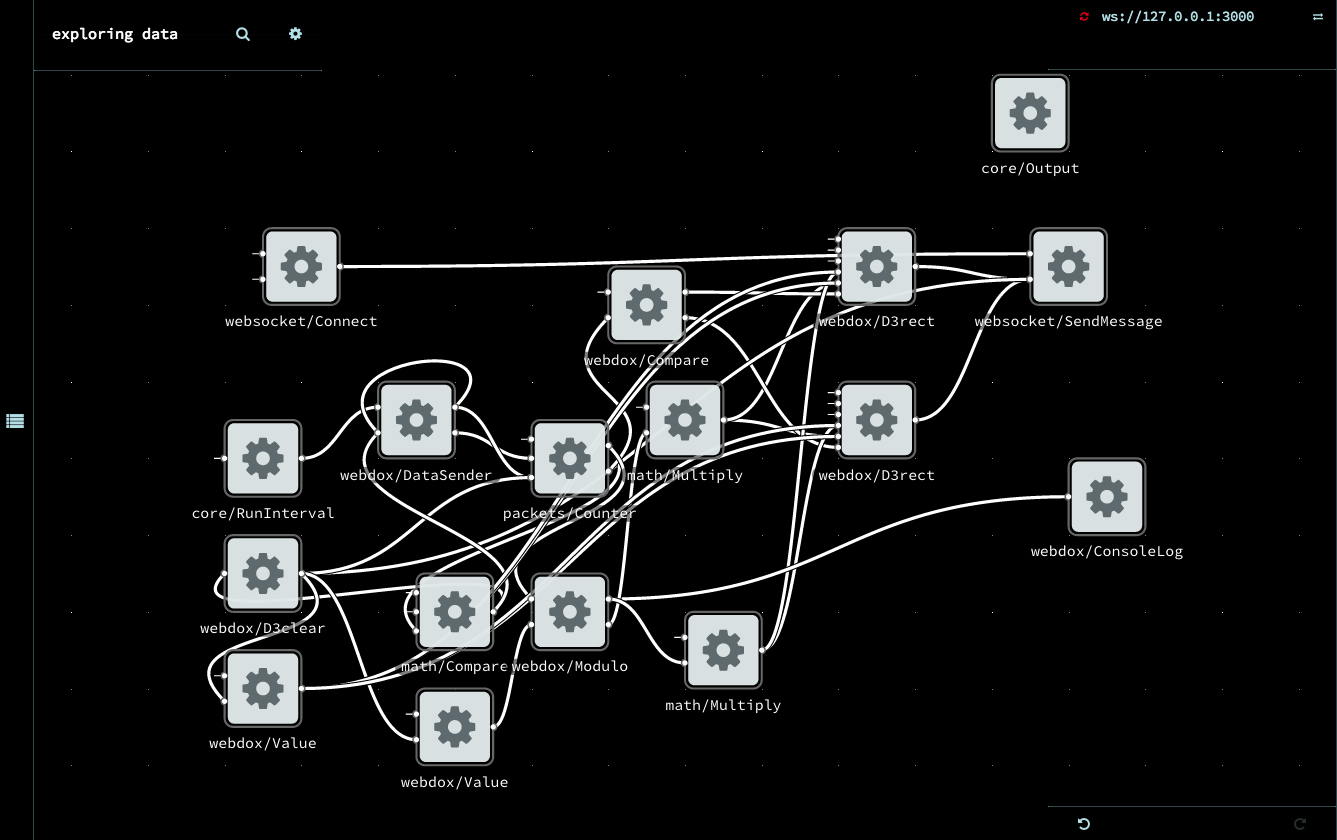 exploring data
ws://127.0.0.1:3000
core/Output
websocket/Connect
webdox/D3rect
websocket/SendMessage
webdox/Compare
webdox/DataSender
math/Multiply
webdox/D3rect
core/RunInterval
packets/Counter
webdox/ConsoleLog
webdox/D3clear
math/Compare
webdox/Modulo
math/Multiply
webdox/Value
webdox/Value